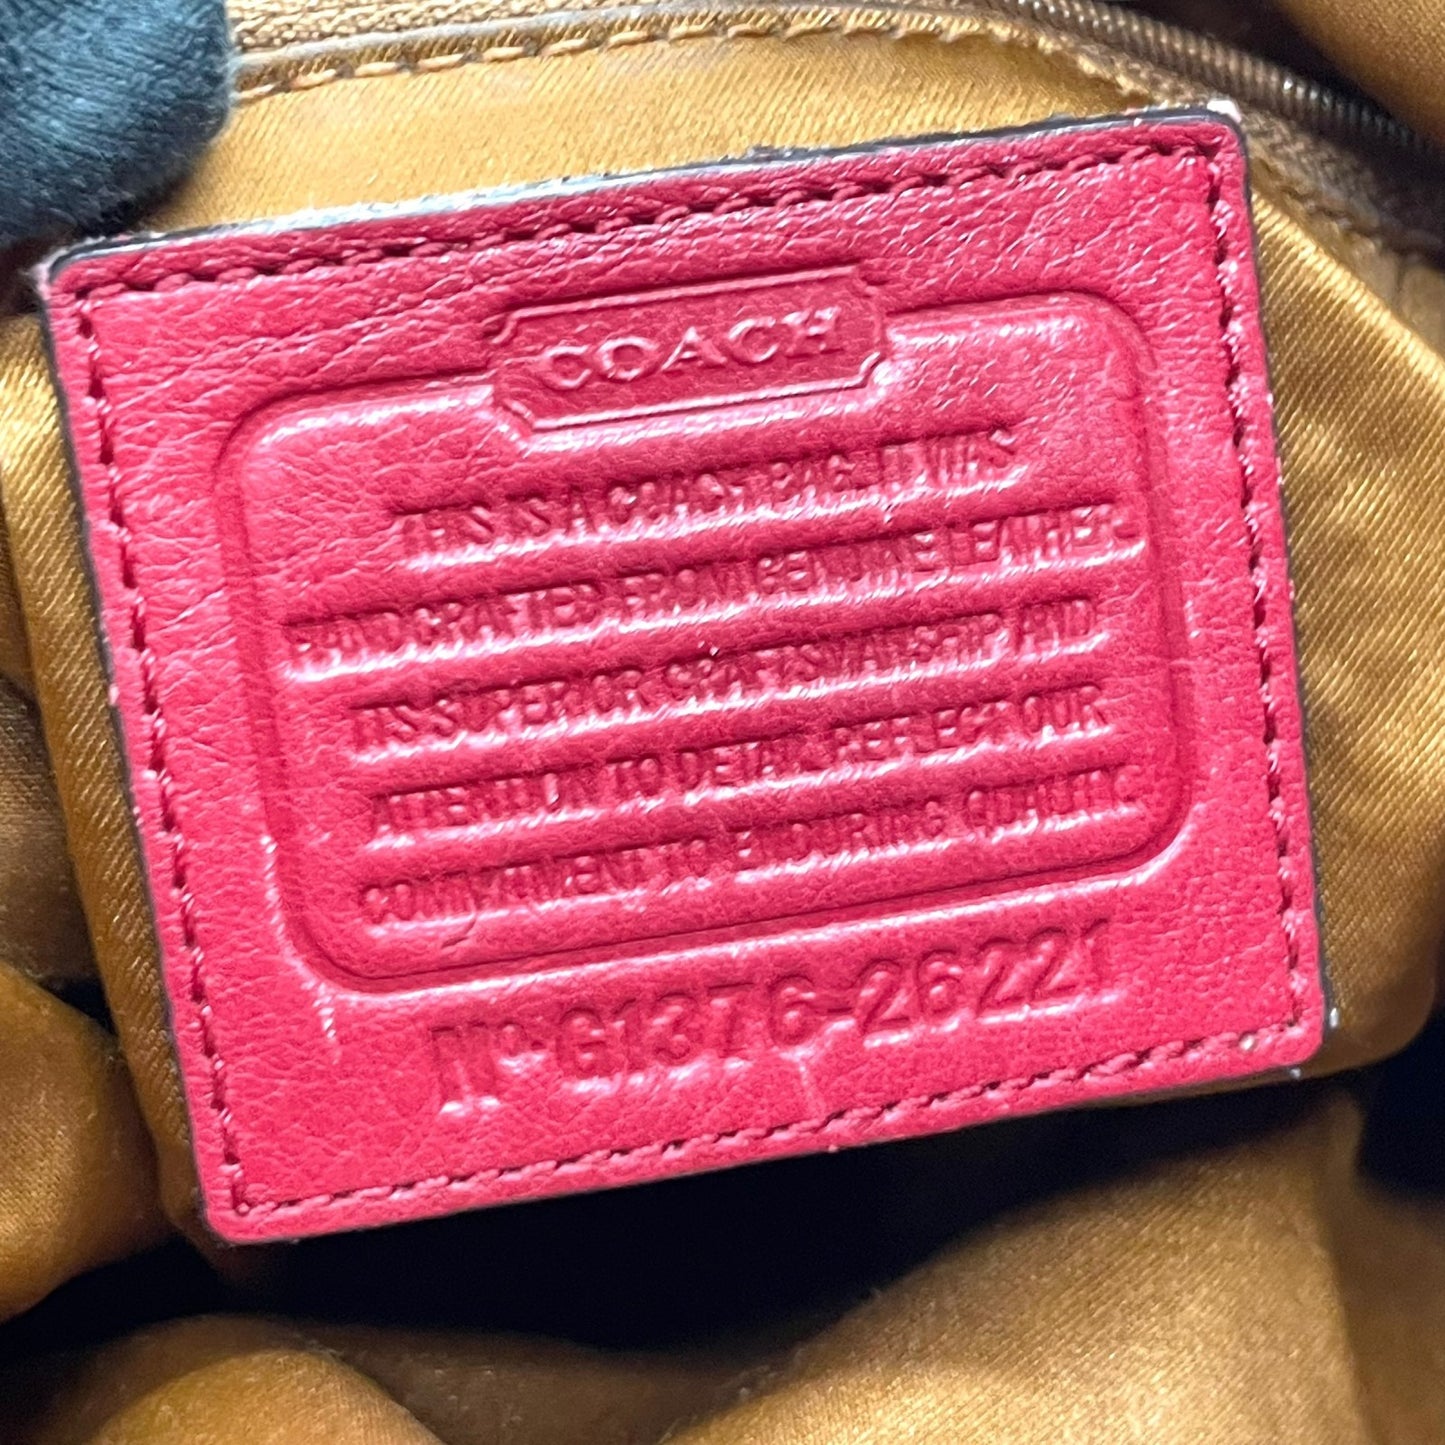 COACH
THIS IS A COACH BAG. IT WAS
HANDCRAFTED FROM GENUINE LEATHER.
ITS SUPERIOR CRAFTSMANSHIP AND
ATTENTION TO DETAIL REFLECT OUR
COMMITMENT TO ENDURING QUALITY.
Nº G1376-26221